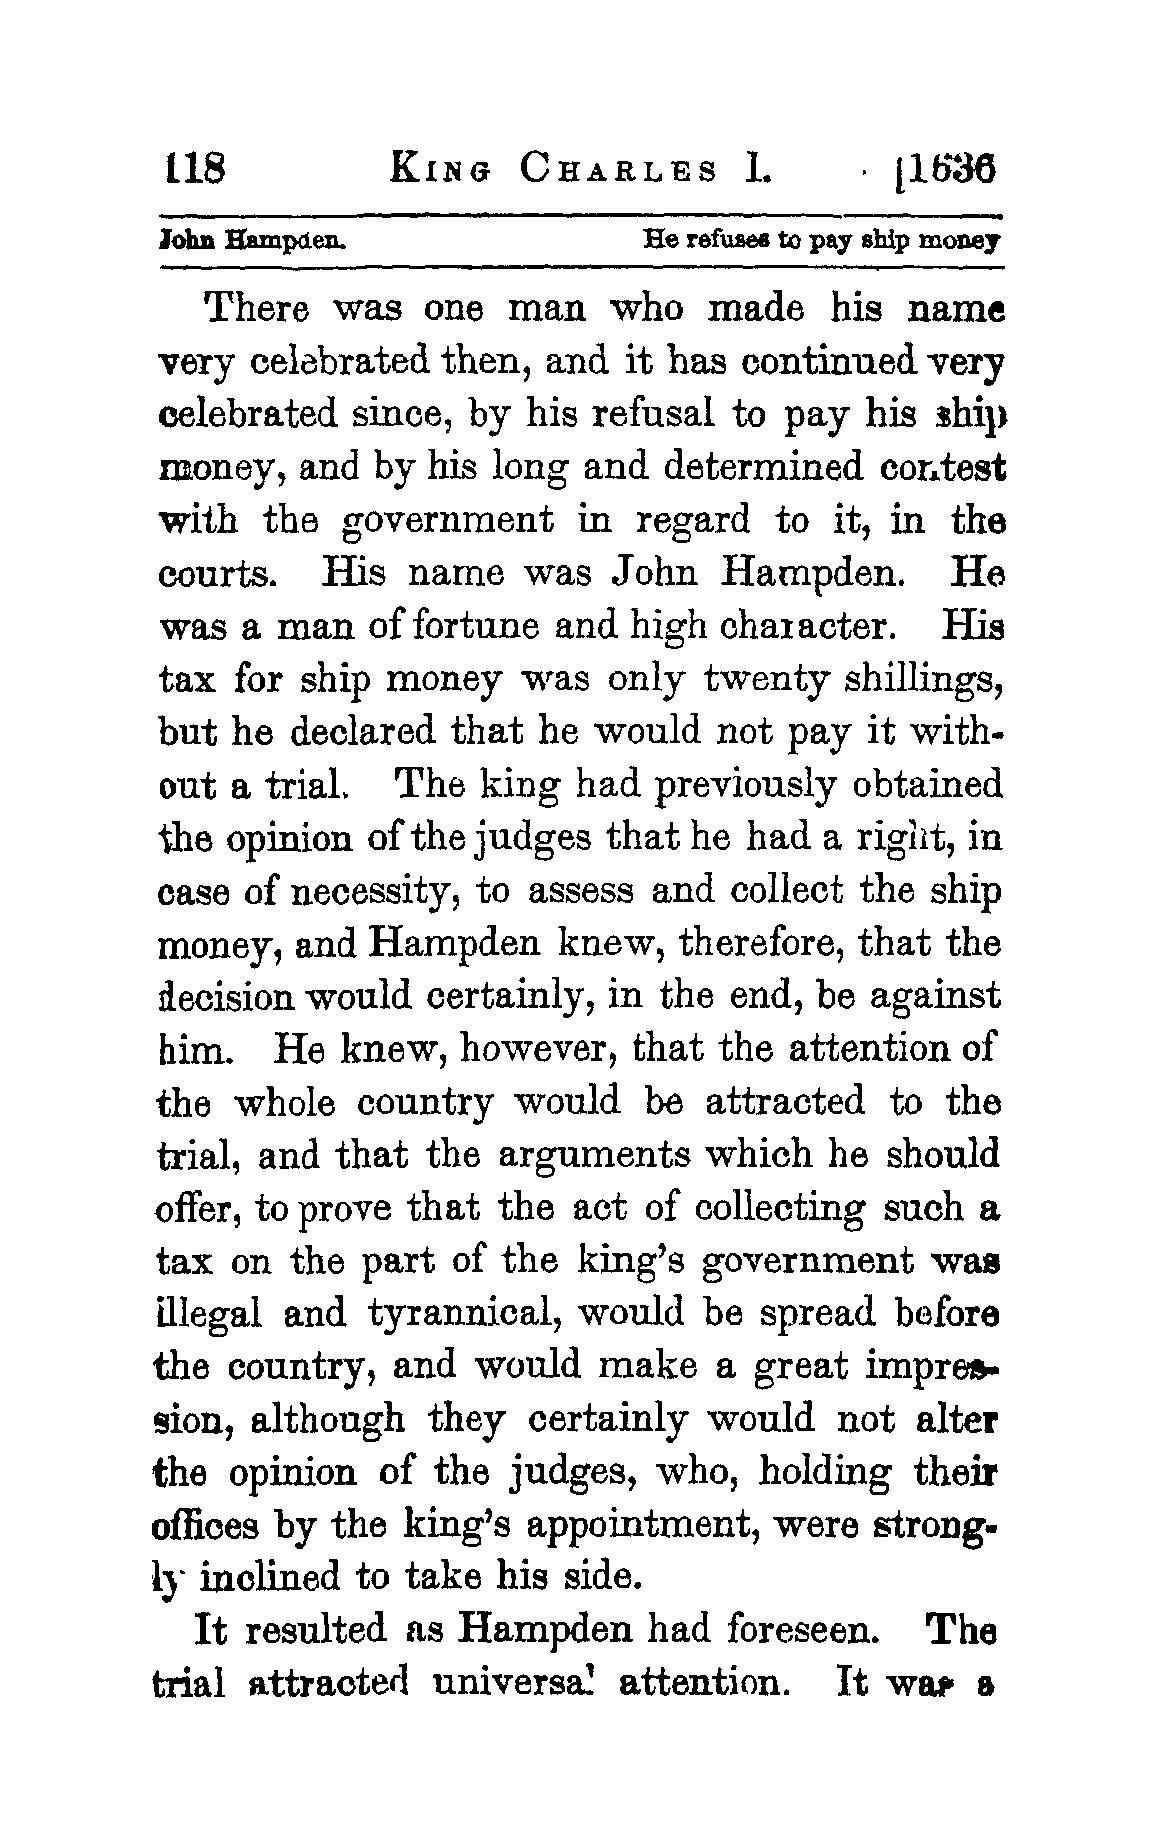 118 King Charles I. [1636
John Hampden. He refuses to pay ship money
There was one man who made his name
very celebrated then, and it has continued very
celebrated since, by his refusal to pay his ship
money, and by his long and determined contest
with the government in regard to it, in the
courts. His name was John Hampden. He
was a man of fortune and high character. His
tax for ship money was only twenty shillings,
but he declared that he would not pay it with-
out a trial. The king had previously obtained
the opinion of the judges that he had a right, in
case of necessity, to assess and collect the ship
money, and Hampden knew, therefore, that the
decision would certainly, in the end, be against
him. He knew, however, that the attention of
the whole country would be attracted to the
trial, and that the arguments which he should
offer, to prove that the act of collecting such a
tax on the part of the king's government was
illegal and tyrannical, would be spread before
the country, and would make a great impres-
sion, although they certainly would not alter
the opinion of the judges, who, holding their
offices by the king's appointment, were strong-
ly inclined to take his side.
It resulted as Hampden had foreseen. The
trial attracted universal attention. It was a